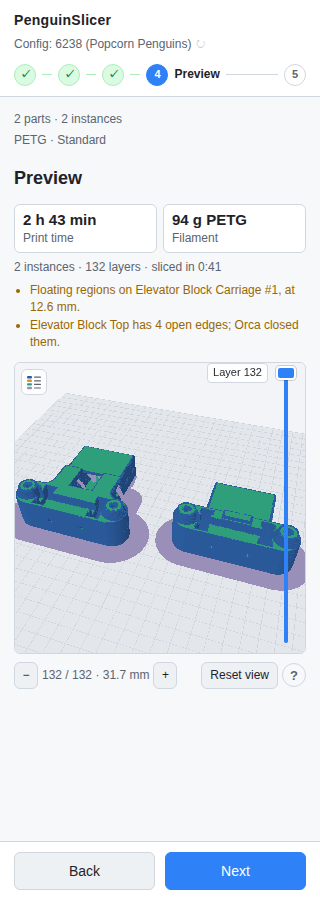 PenguinSlicer
Config: 6238 (Popcorn Penguins)
4 Preview 5
2 parts · 2 instances
PETG · Standard
Preview
2 h 43 min
Print time
94 g PETG
Filament
2 instances · 132 layers · sliced in 0:41
Floating regions on Elevator Block Carriage #1, at
12.6 mm.
Elevator Block Top has 4 open edges; Orca closed
them.
Layer 132
− 132 / 132 · 31.7 mm + Reset view ?
Back Next